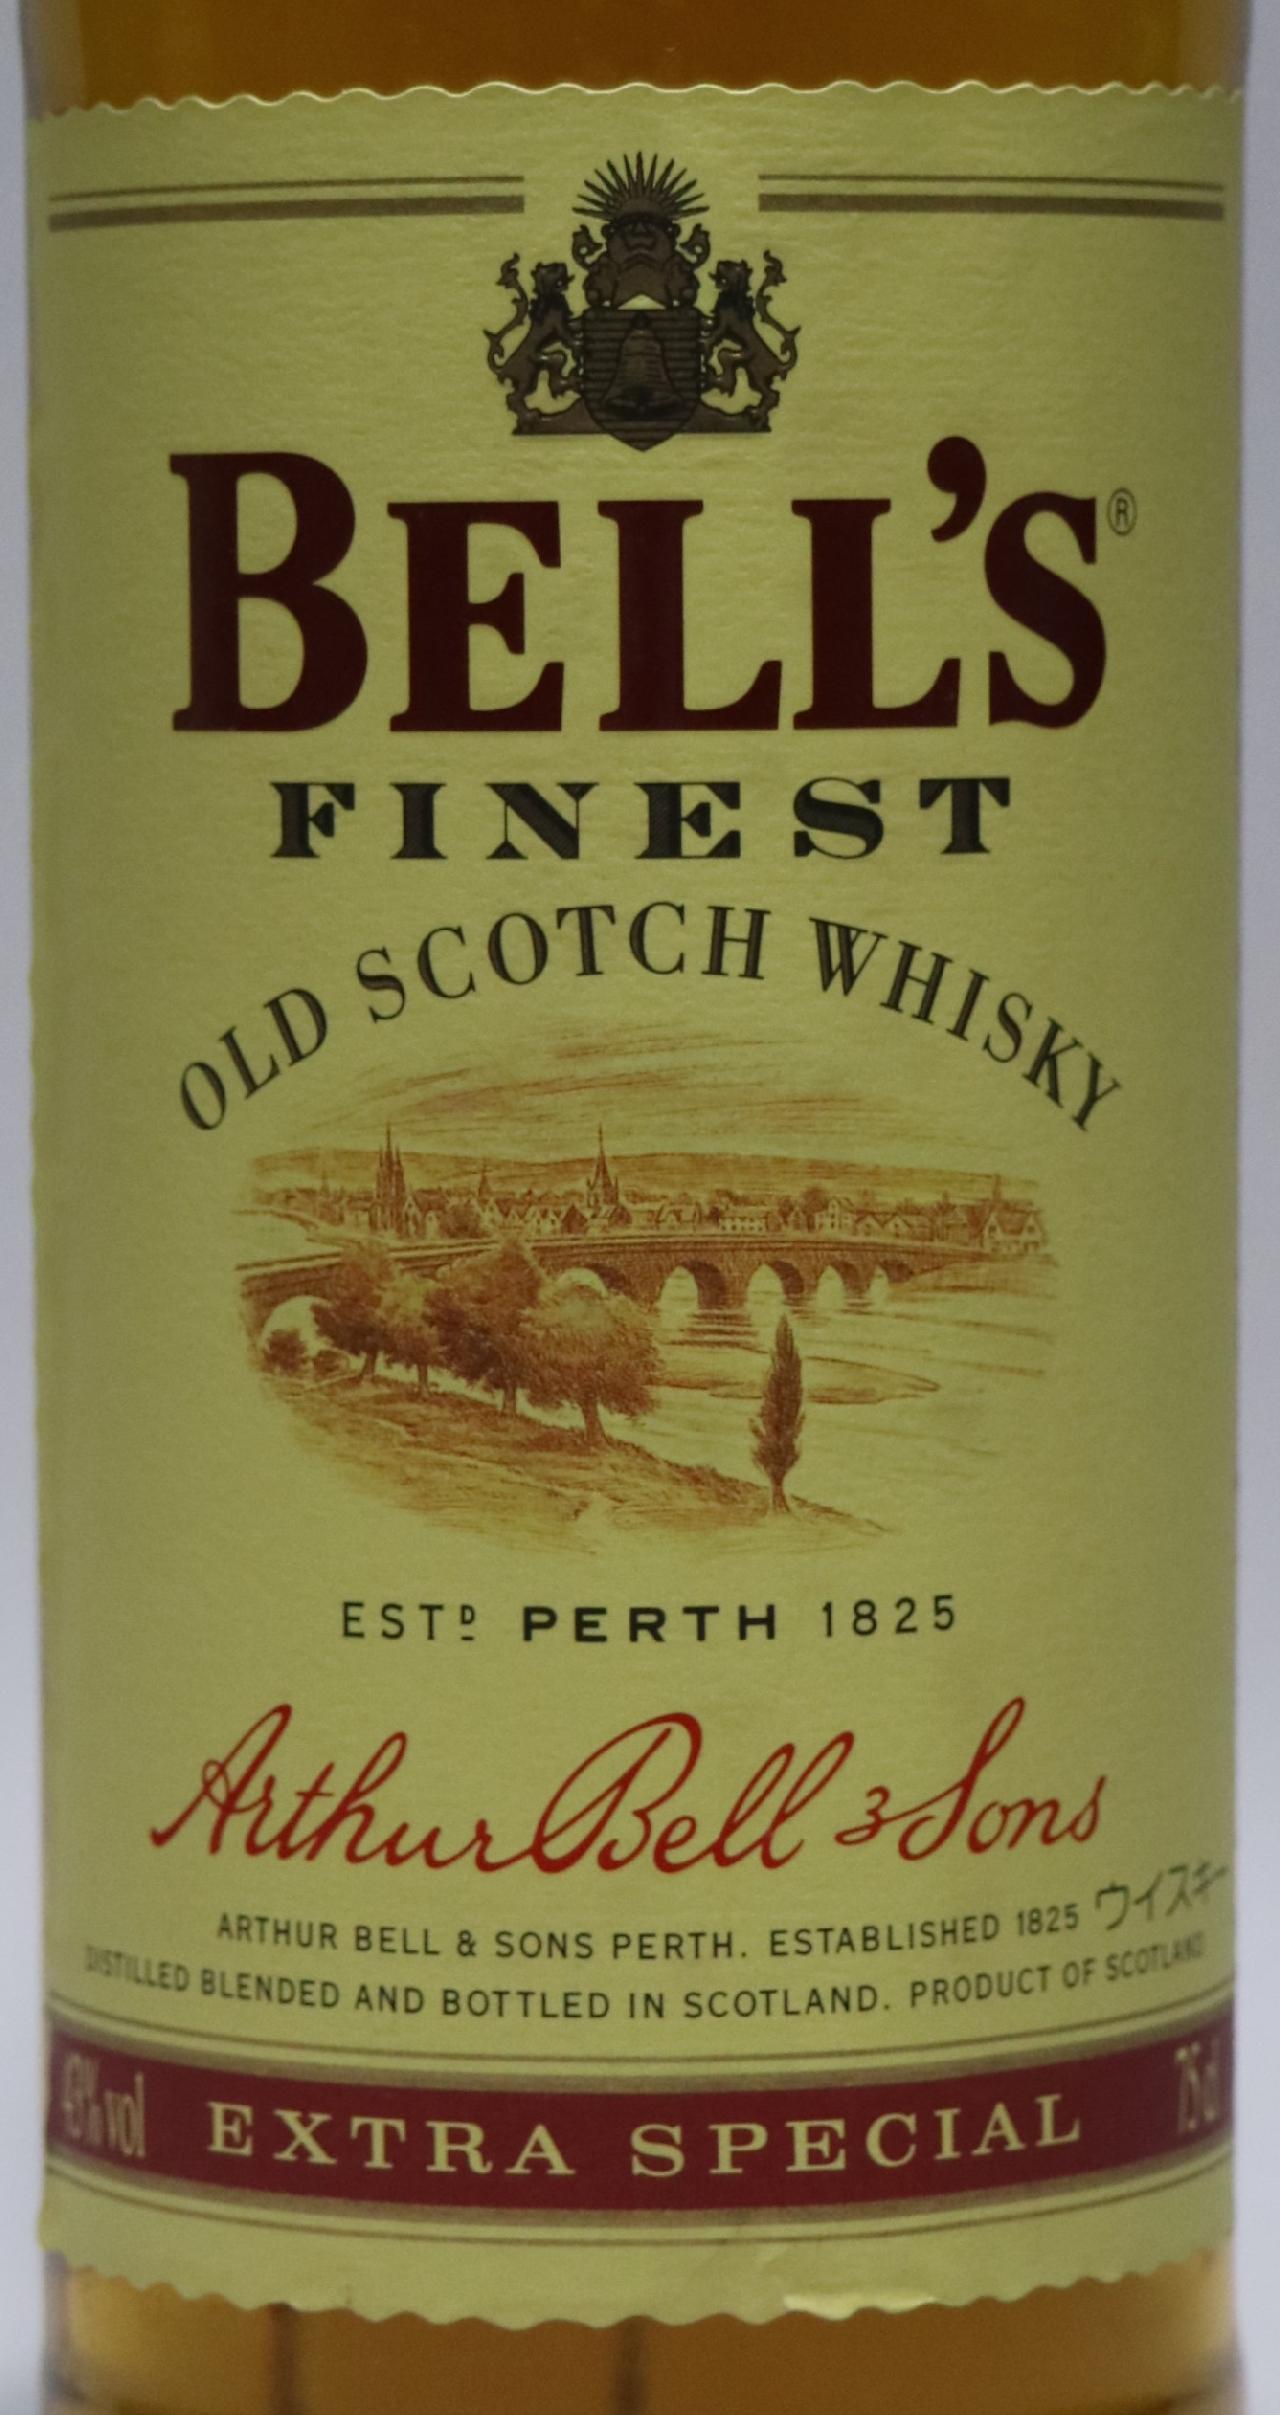 BELL'S®
FINEST
OLD SCOTCH WHISKY
ESTD PERTH 1825
Arthur Bell & Sons
ARTHUR BELL & SONS PERTH. ESTABLISHED 1825 ウイスキー
DISTILLED BLENDED AND BOTTLED IN SCOTLAND. PRODUCT OF SCOTLAND
43%vol EXTRA SPECIAL 75cl